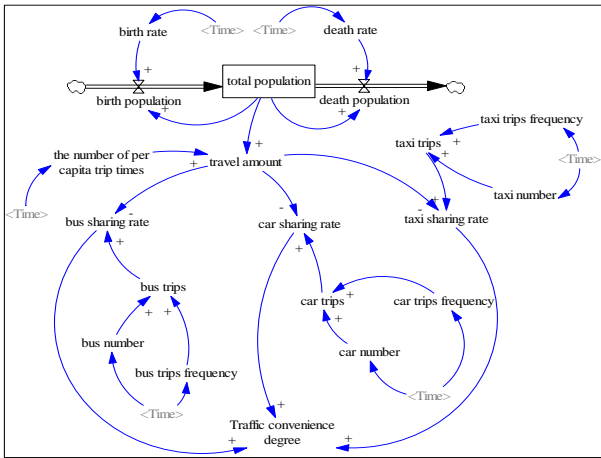 birth rate
<Time>
<Time>
death rate
+
+
total population
birth population
death population
+
+
taxi trips frequency
+
+
taxi trips
+
the number of per
capita trip times
+
travel amount
<Time>
taxi number
<Time>
-
-
-
+
bus sharing rate
car sharing rate
taxi sharing rate
+
+
bus trips
car trips
+
car trips frequency
+
+
+
bus number
car number
bus trips frequency
<Time>
<Time>
+
Traffic convenience
degree
+
+